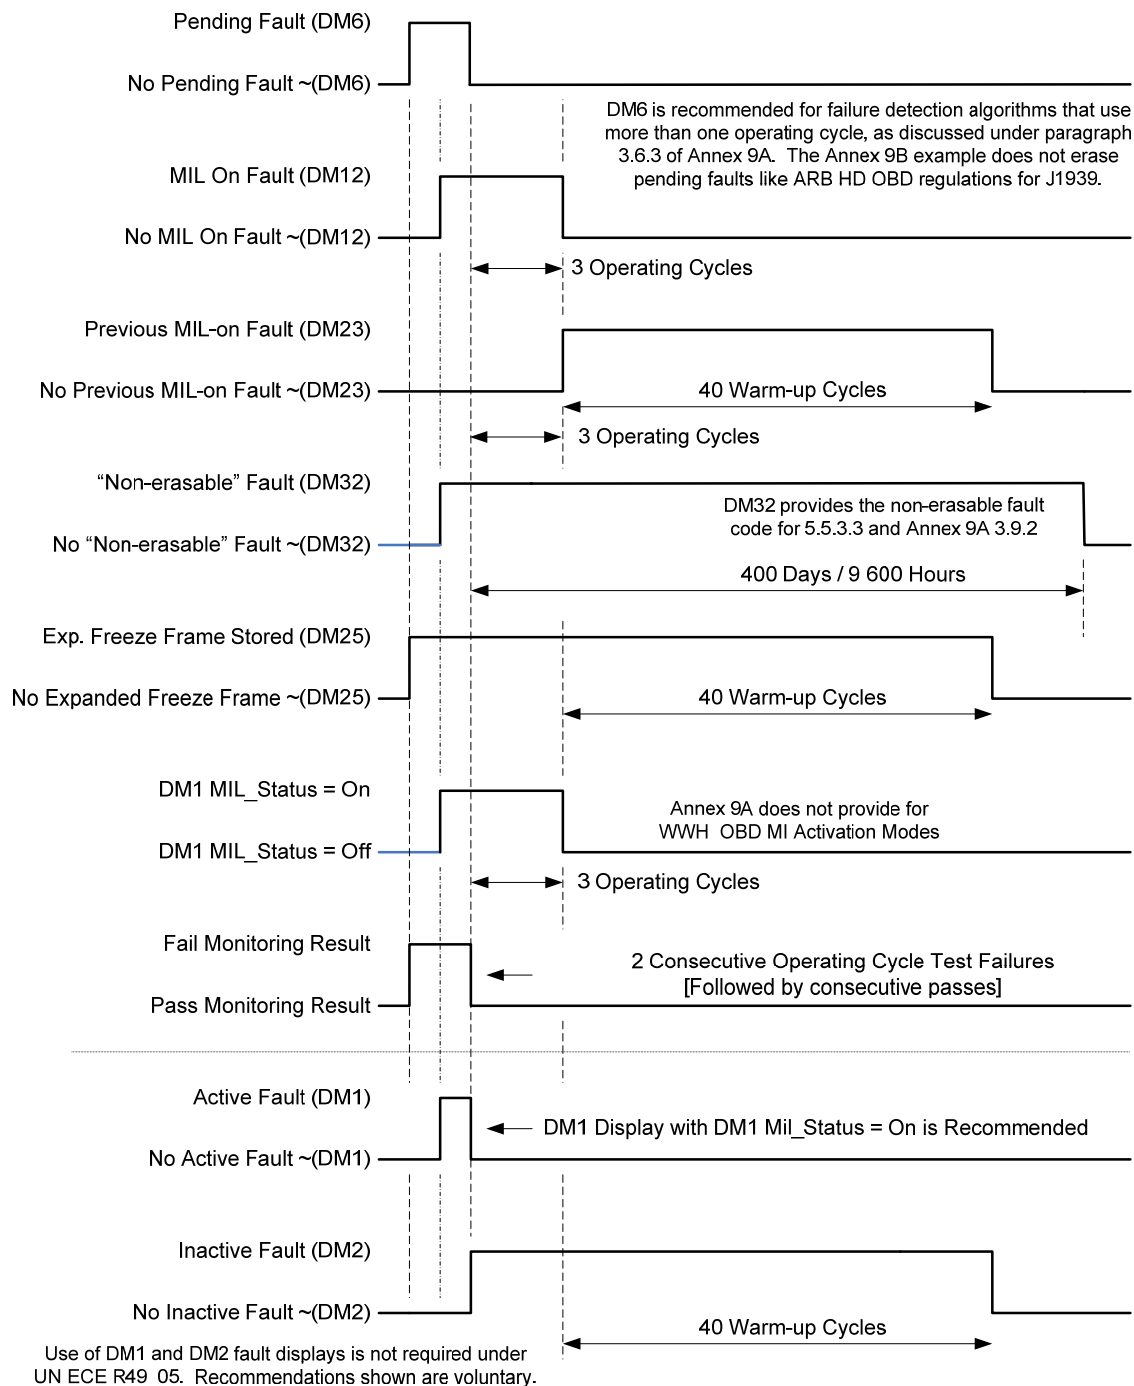 Pending Fault (DM6)
No Pending Fault ~(DM6)
DM6 is recommended for failure detection algorithms that use
more than one operating cycle, as discussed under paragraph
3.6.3 of Annex 9A. The Annex 9B example does not erase
pending faults like ARB HD OBD regulations for J1939.
MIL On Fault (DM12)
No MIL On Fault ~(DM12)
3 Operating Cycles
Previous MIL-on Fault (DM23)
No Previous MIL-on Fault ~(DM23)
40 Warm-up Cycles
3 Operating Cycles
“Non-erasable” Fault (DM32)
DM32 provides the non-erasable fault
code for 5.5.3.3 and Annex 9A 3.9.2
No “Non-erasable” Fault ~(DM32)
400 Days / 9 600 Hours
Exp. Freeze Frame Stored (DM25)
No Expanded Freeze Frame ~(DM25)
40 Warm-up Cycles
DM1 MIL_Status = On
Annex 9A does not provide for
WWH OBD MI Activation Modes
DM1 MIL_Status = Off
3 Operating Cycles
Fail Monitoring Result
2 Consecutive Operating Cycle Test Failures
[Followed by consecutive passes]
Pass Monitoring Result
Active Fault (DM1)
DM1 Display with DM1 Mil_Status = On is Recommended
No Active Fault ~(DM1)
Inactive Fault (DM2)
No Inactive Fault ~(DM2)
40 Warm-up Cycles
Use of DM1 and DM2 fault displays is not required under
UN ECE R49 05. Recommendations shown are voluntary.